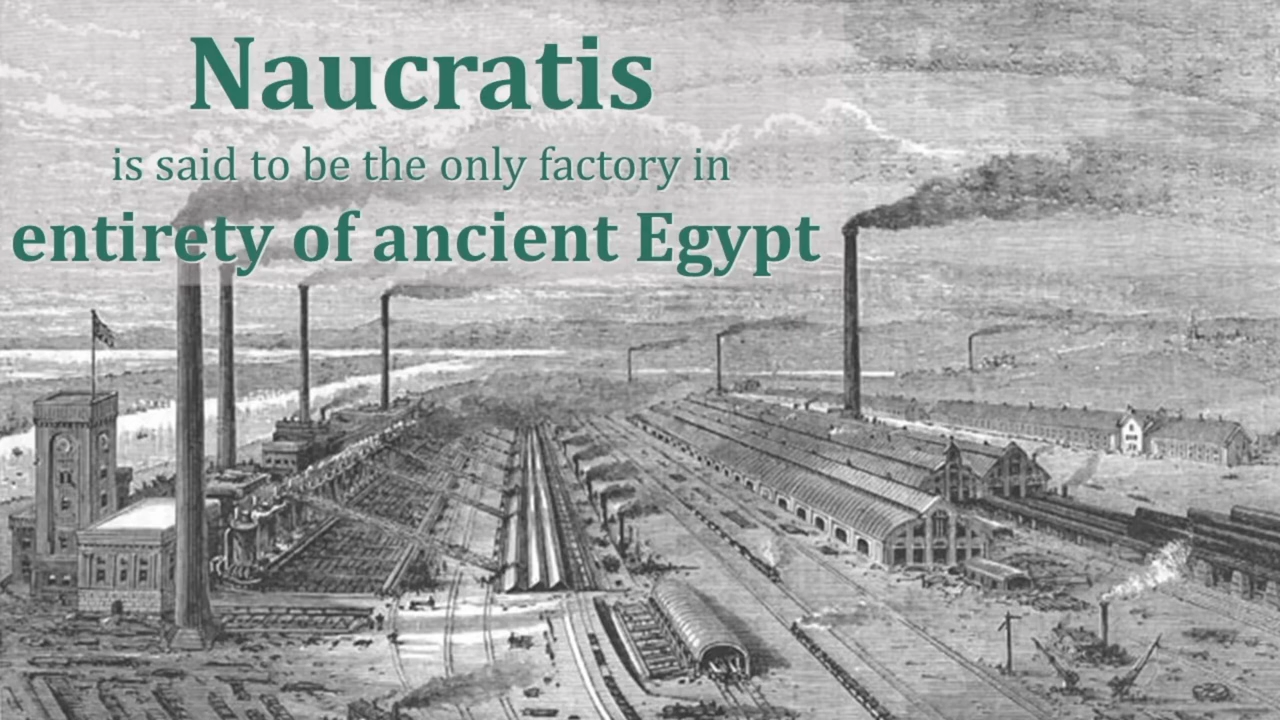 Naucratis
is said to be the only factory in
entirety of ancient Egypt